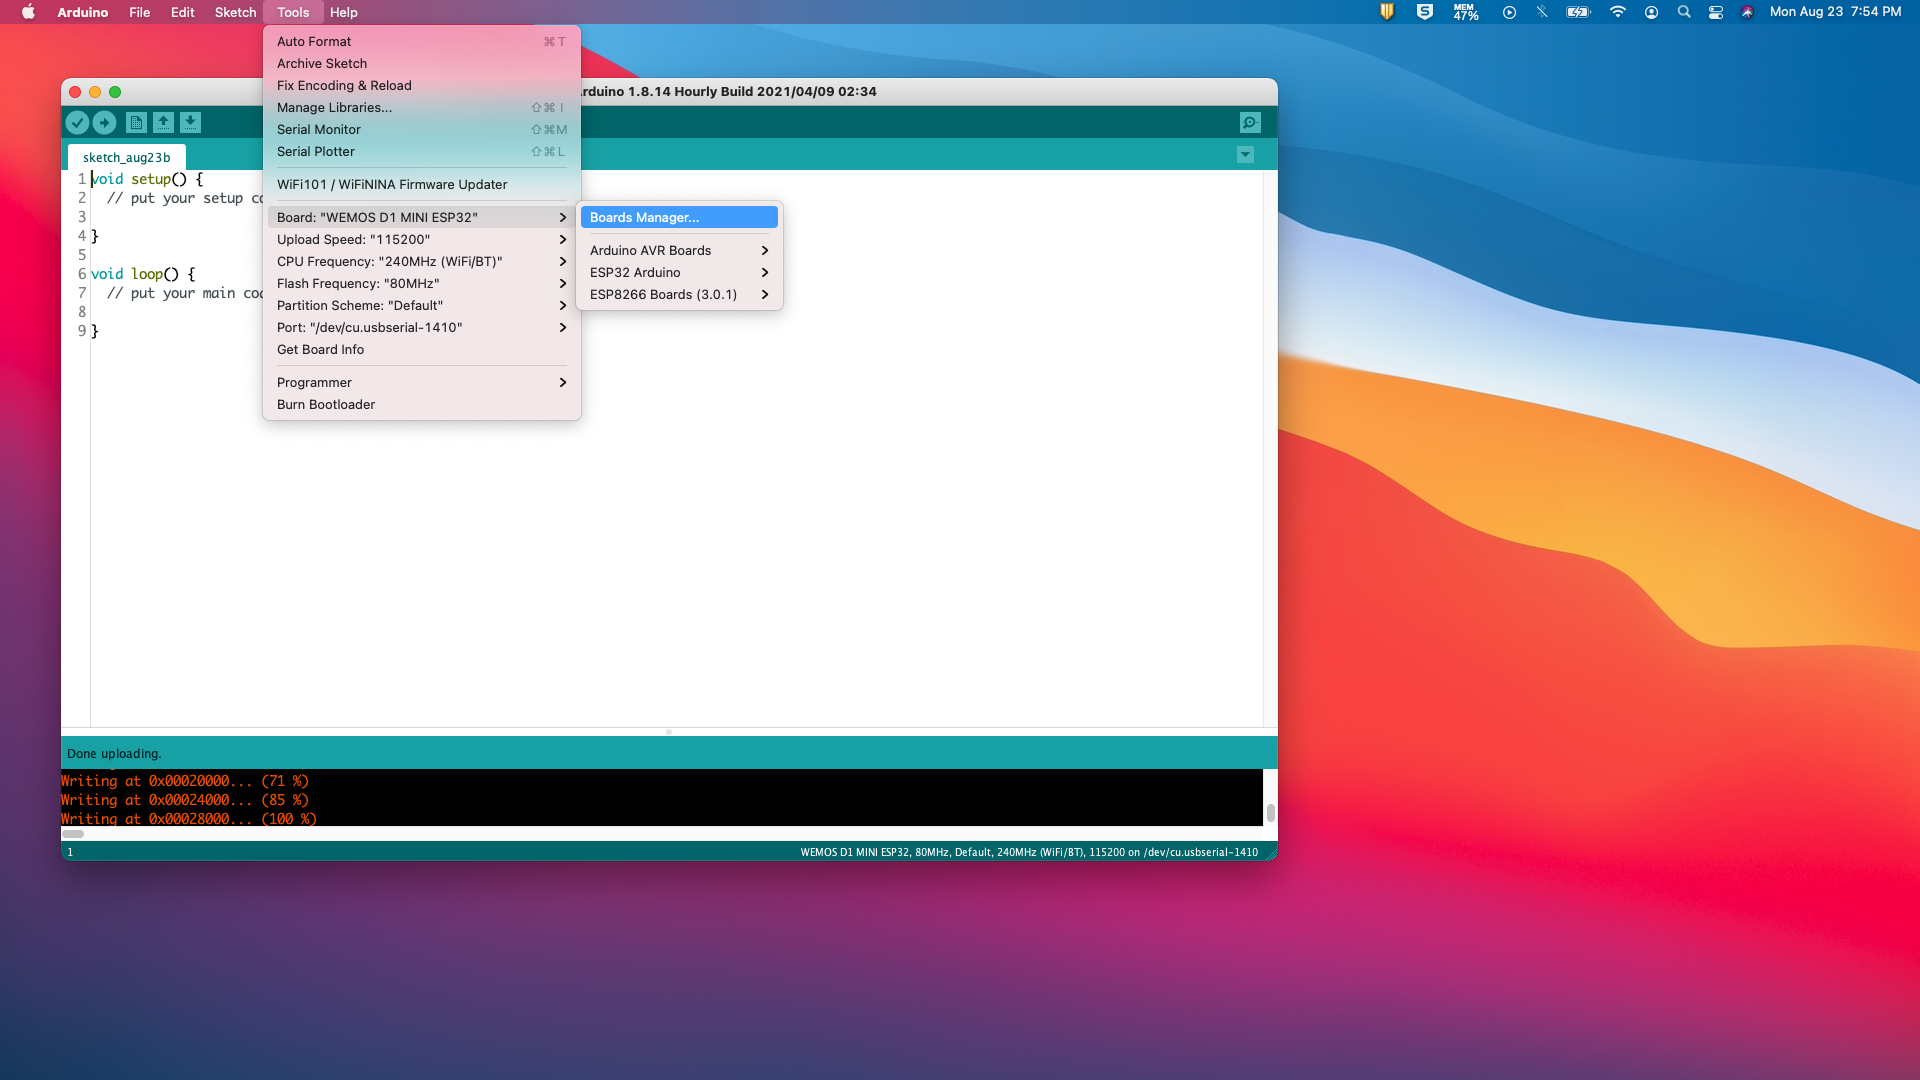 Arduino File Edit Sketch Tools Help
S
MEM
47%
Mon Aug 23 7:54 PM
Auto Format ⌘T
Archive Sketch
Fix Encoding & Reload
Manage Libraries... ⇧⌘I
Serial Monitor ⇧⌘M
Serial Plotter ⇧⌘L
WiFi101 / WiFiNINA Firmware Updater
Board: "WEMOS D1 MINI ESP32"
Upload Speed: "115200"
CPU Frequency: "240MHz (WiFi/BT)"
Flash Frequency: "80MHz"
Partition Scheme: "Default"
Port: "/dev/cu.usbserial-1410"
Get Board Info
Programmer
Burn Bootloader
Boards Manager...
Arduino AVR Boards
ESP32 Arduino
ESP8266 Boards (3.0.1)
rduino 1.8.14 Hourly Build 2021/04/09 02:34
sketch_aug23b
1 void setup() {
2 // put your setup co
3
4 }
5
6 void loop() {
7 // put your main cod
8
9 }
Done uploading.
Writing at 0x00020000... (71 %)
Writing at 0x00024000... (85 %)
Writing at 0x00028000... (100 %)
1
WEMOS D1 MINI ESP32, 80MHz, Default, 240MHz (WiFi/BT), 115200 on /dev/cu.usbserial-1410